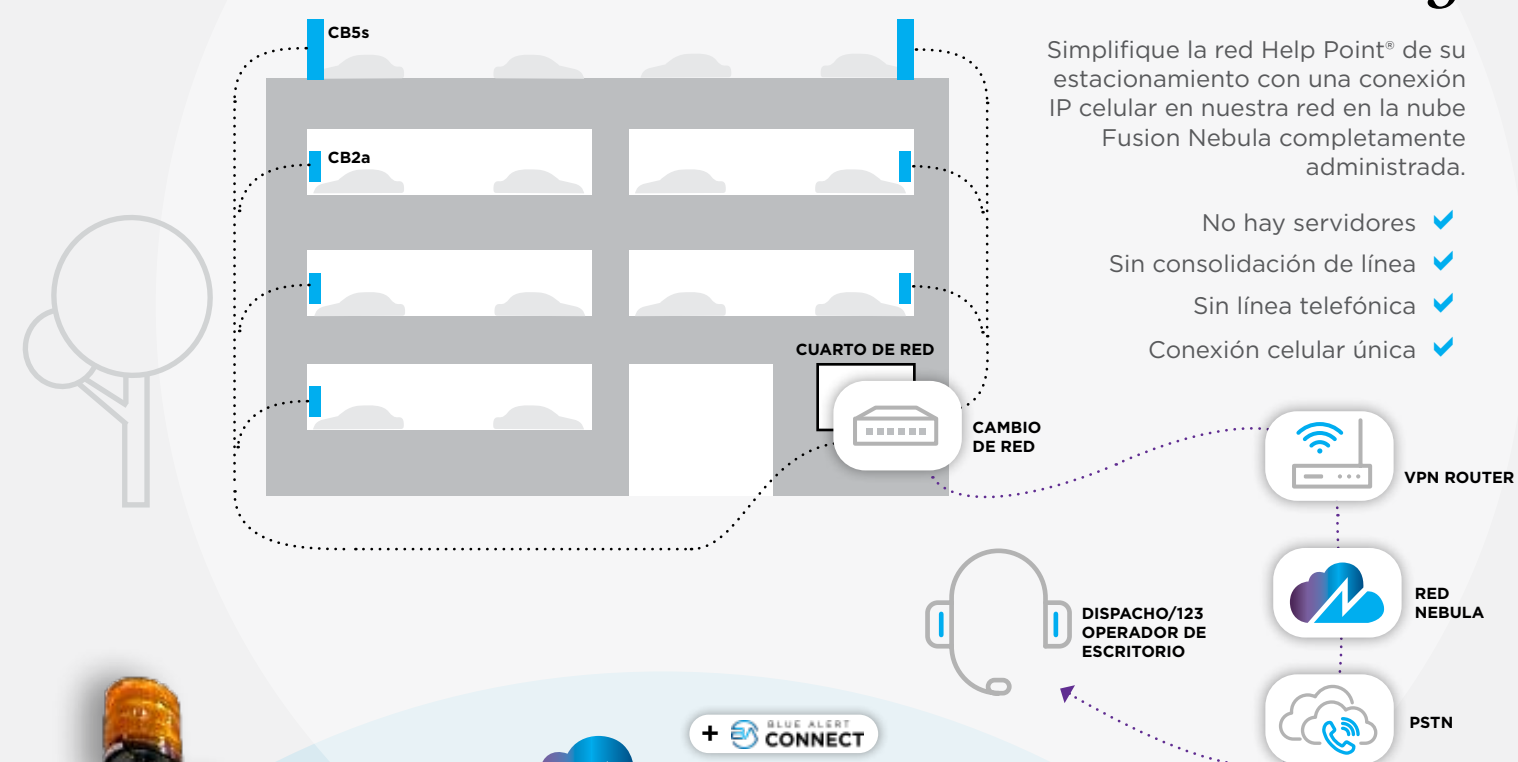 CB5s
Simplifique la red Help Point® de su
estacionamiento con una conexión
IP celular en nuestra red en la nube
Fusion Nebula completamente
administrada.
CB2a
No hay servidores
Sin consolidación de línea
Sin línea telefónica
Conexión celular única
CUARTO DE RED
CAMBIO
DE RED
VPN ROUTER
RED
NEBULA
DISPACHO/123
OPERADOR DE
ESCRITORIO
PSTN
+ BA BLUE ALERT
CONNECT